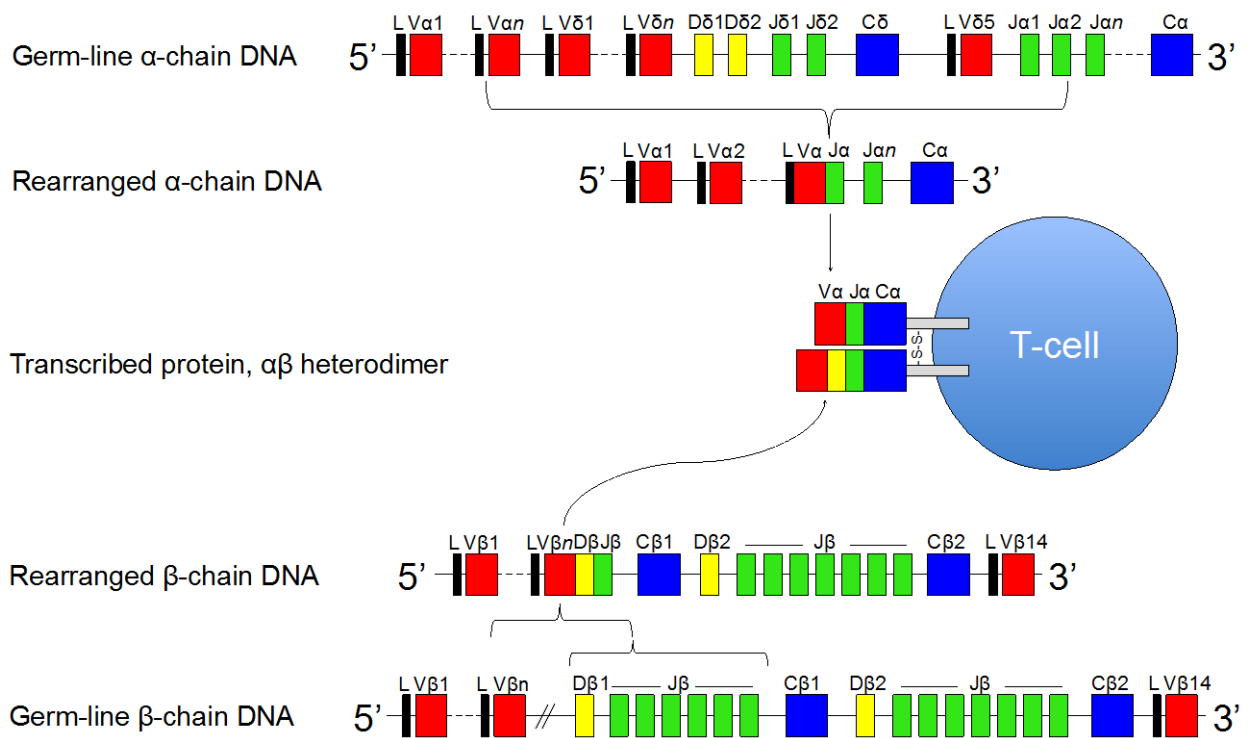 L Vα1 L Vαn L Vδ1 L Vδn Dδ1 Dδ2 Jδ1 Jδ2 Cδ L Vδ5 Jα1 Jα2 Jαn Cα
Germ-line α-chain DNA 5’ 3’
L Vα1 L Vα2 L Vα Jα Jαn Cα
Rearranged α-chain DNA 5’ 3’
Vα Jα Cα
Transcribed protein, αβ heterodimer -S-S- T-cell
L Vβ1 LVβnDβJβ Cβ1 Dβ2 Jβ Cβ2 L Vβ14
Rearranged β-chain DNA 5’ 3’
L Vβ1 L Vβn Dβ1 Jβ Cβ1 Dβ2 Jβ Cβ2 L Vβ14
Germ-line β-chain DNA 5’ 3’